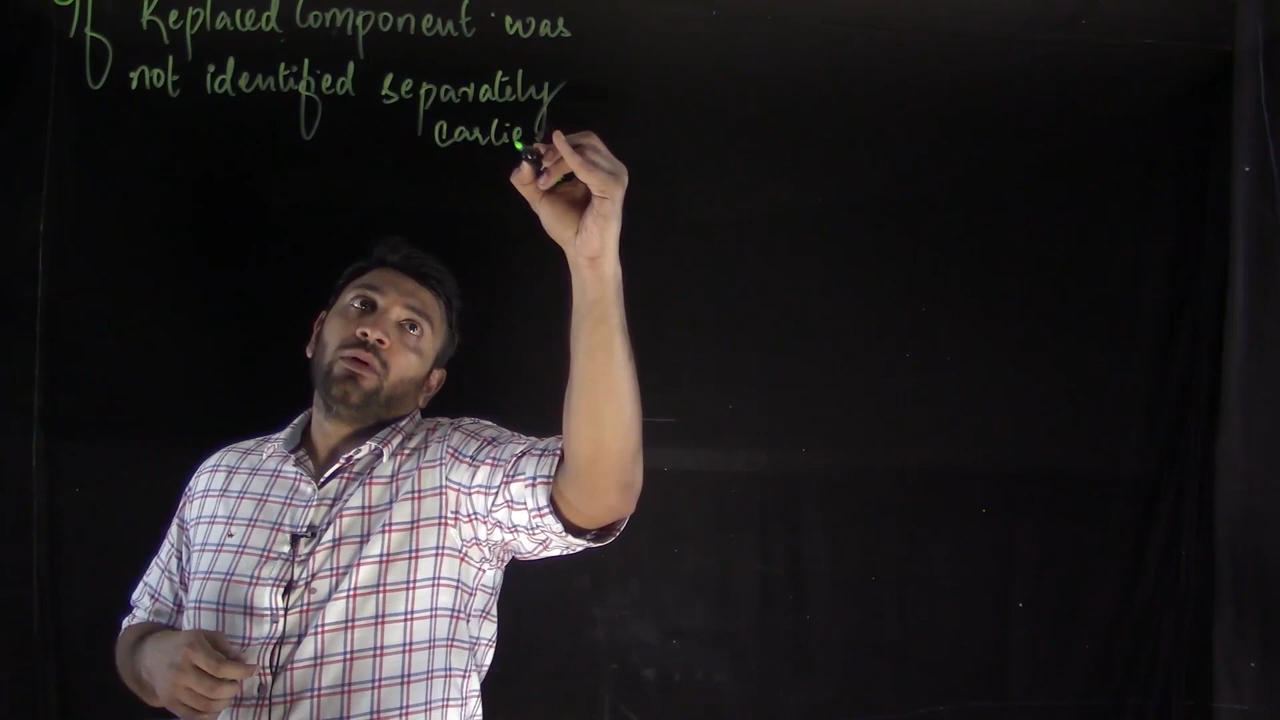 If Replaced Component was
not identified separately
earlie